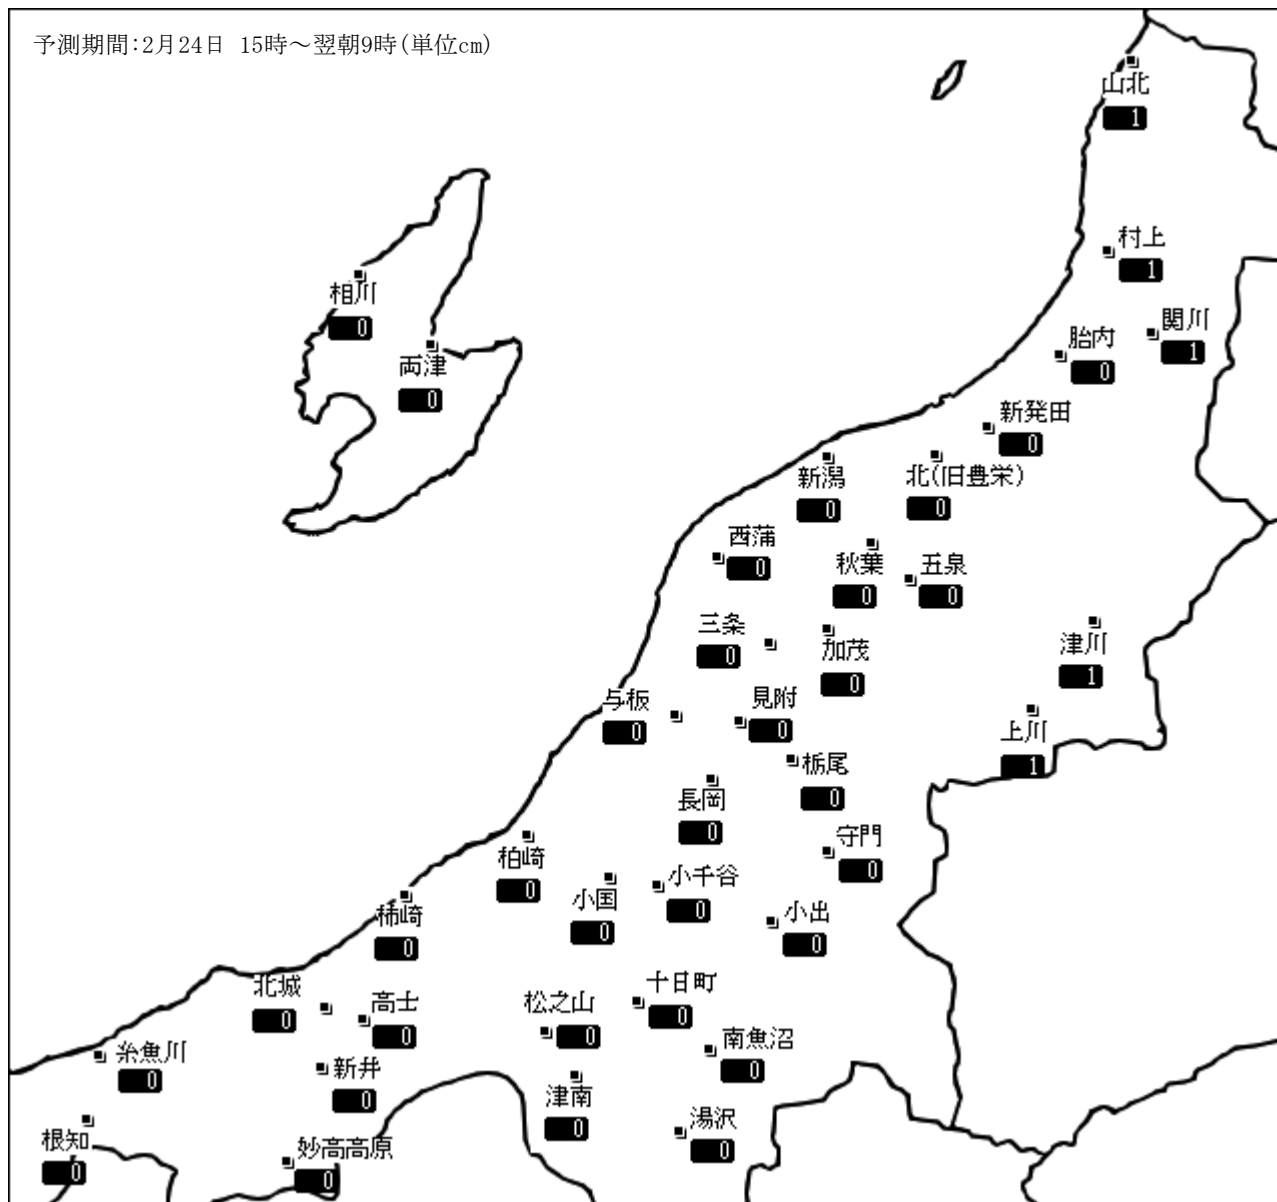 予測期間:2月24日 15時～翌朝9時(単位cm)
山北
1
村上
1
相川
0
関川
1
胎内
0
両津
0
新発田
0
新潟
0
北(旧豊栄)
0
西蒲
0
秋葉
0
五泉
0
三条
0
加茂
0
津川
1
与板
0
見附
0
上川
1
栃尾
0
長岡
0
守門
0
柏崎
0
小千谷
0
小国
0
小出
0
柿崎
0
北城
0
高士
0
松之山
0
十日町
0
南魚沼
0
糸魚川
0
新井
0
津南
0
湯沢
0
根知
0
妙高高原
0